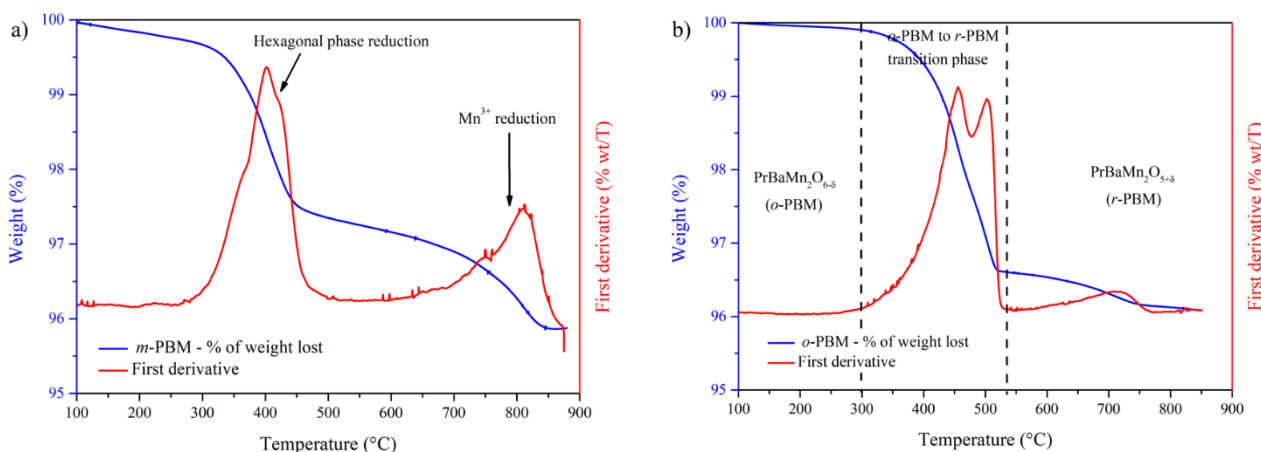 a)
Weight (%)
100
99
98
97
96
95
Hexagonal phase reduction
Mn³⁺ reduction
m-PBM - % of weight lost
First derivative
100 200 300 400 500 600 700 800 900
Temperature (°C)
First derivative (% wt/T)
b)
Weight (%)
100
99
98
97
96
95
o-PBM to r-PBM
transition phase
PrBaMn₂O₆₋δ
(o-PBM)
PrBaMn₂O₅₊δ
(r-PBM)
o-PBM - % of weight lost
First derivative
100 200 300 400 500 600 700 800 900
Temperature (°C)
First derivative (% wt/T)